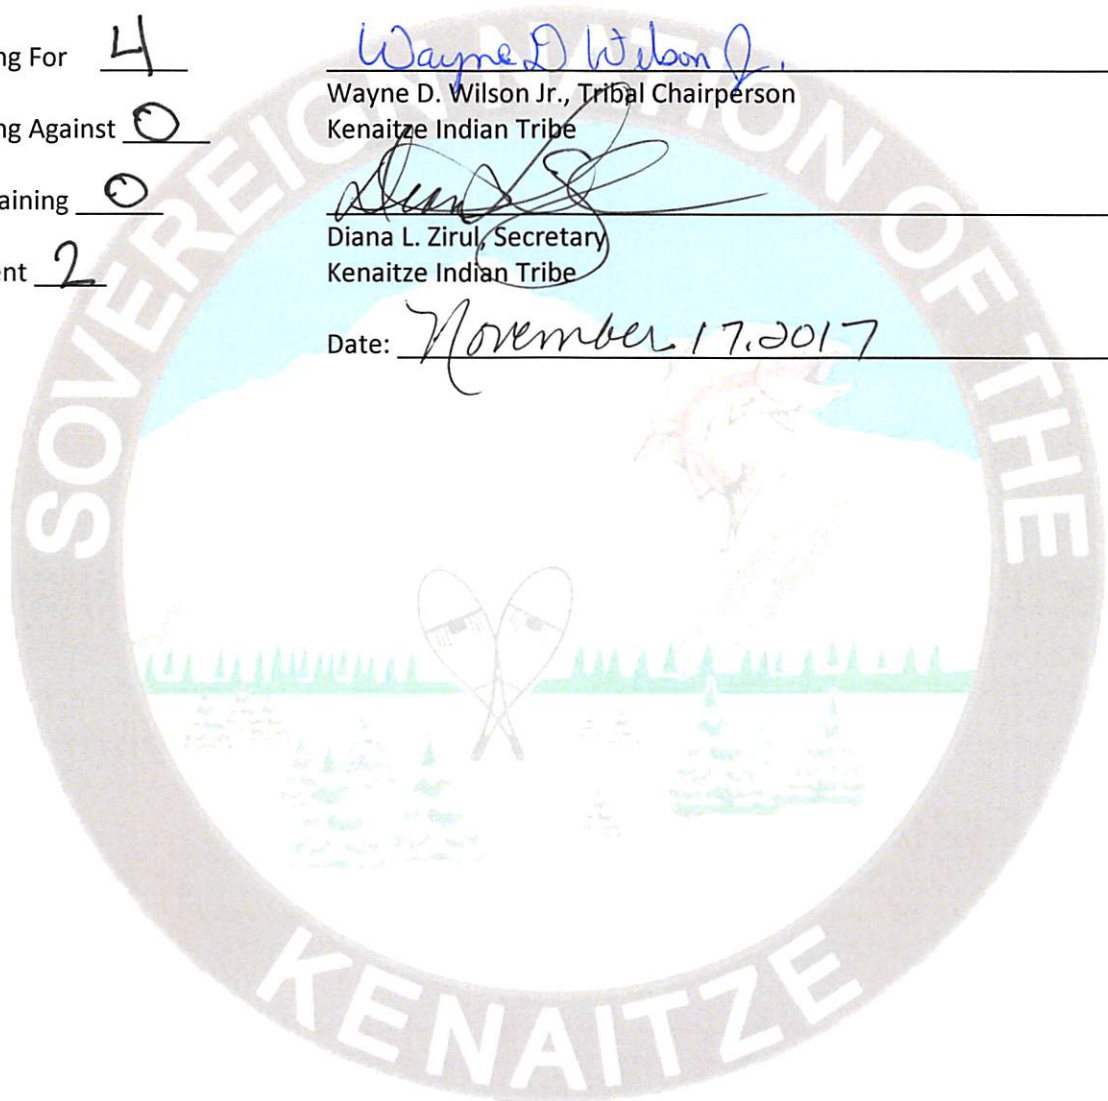 ng For 4
Wayne D Wilson Jr.
Wayne D. Wilson Jr., Tribal Chairperson
ng Against 0
Kenaitze Indian Tribe
aining 0
Diana L. Zirul, Secretary
nt 2
Kenaitze Indian Tribe
Date: November 17, 2017
SOVEREIGN NATION OF THE
KENAITZE